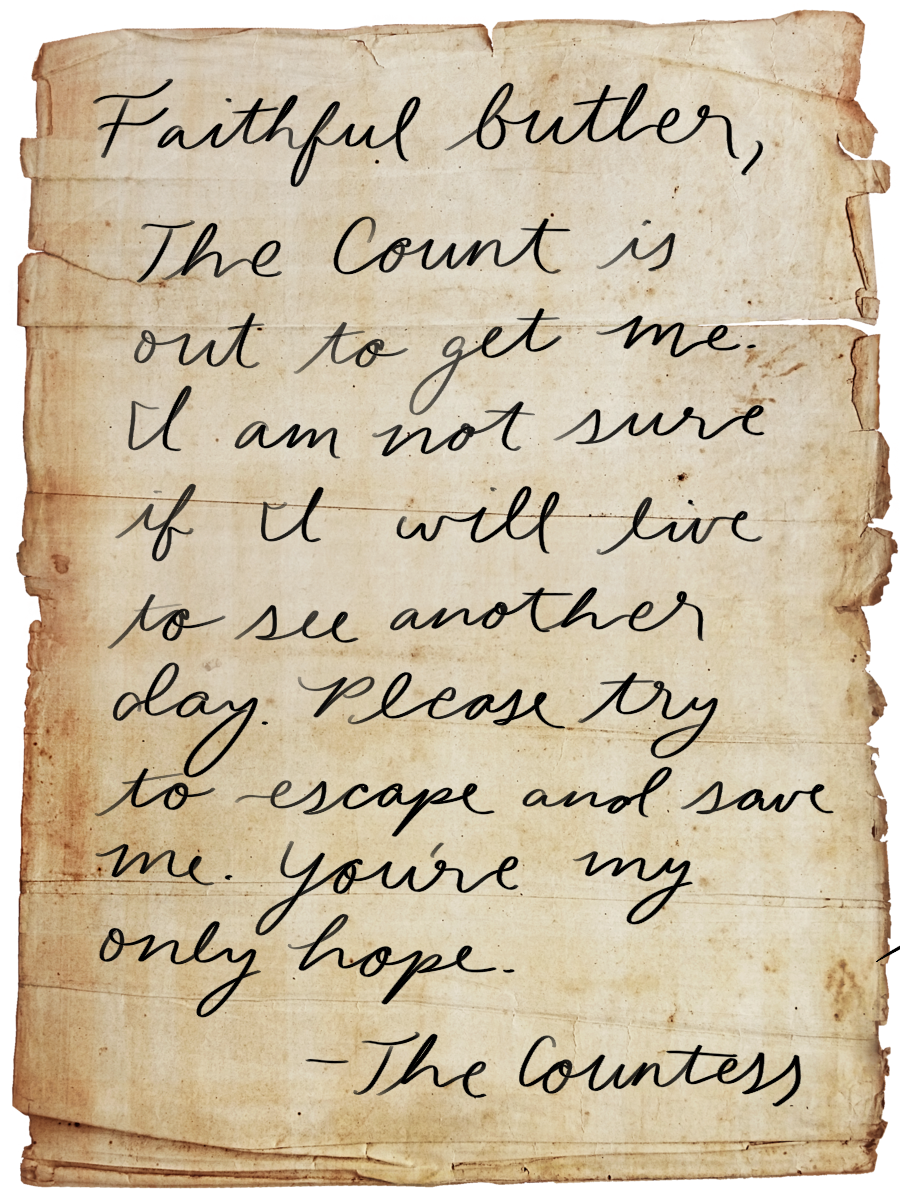 Faithful butler,
The Count is
out to get me.
I am not sure
if I will live
to see another
day. Please try
to escape and save
me. You're my
only hope.
- The Countess